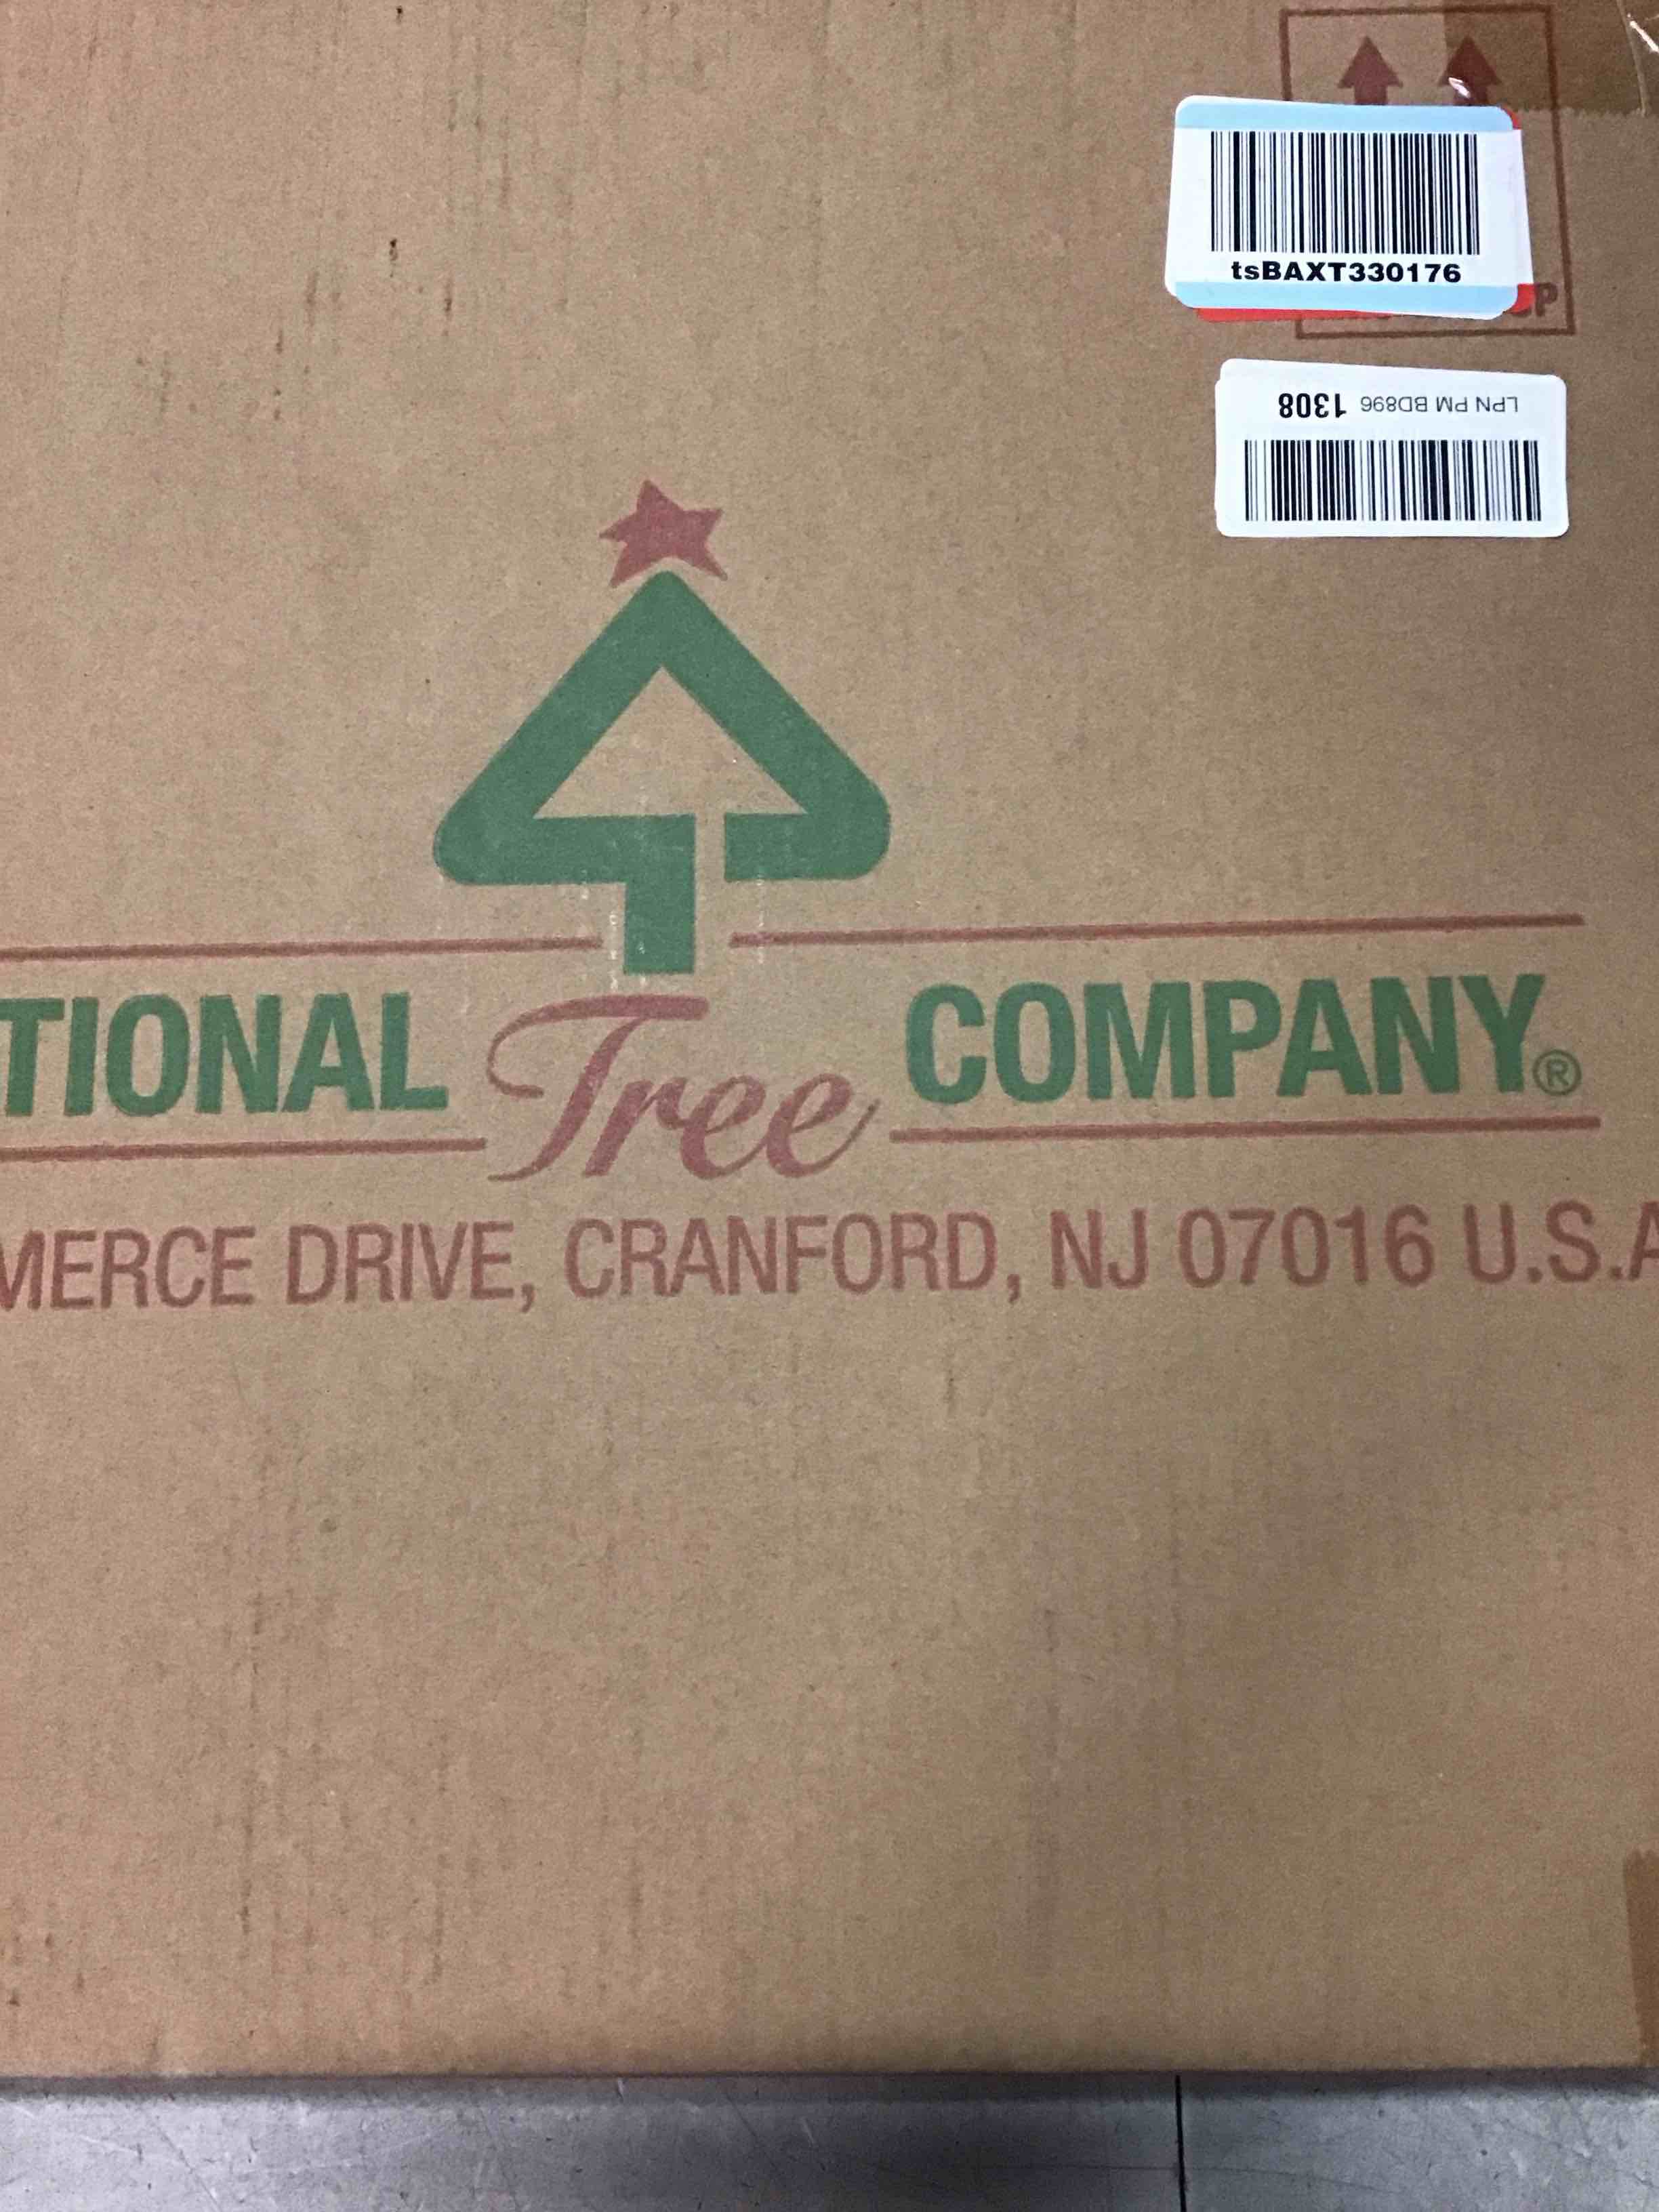 tsBAXT330176
LPN PM BD896 1308
TIONAL Tree COMPANY®
MERCE DRIVE, CRANFORD, NJ 07016 U.S.A